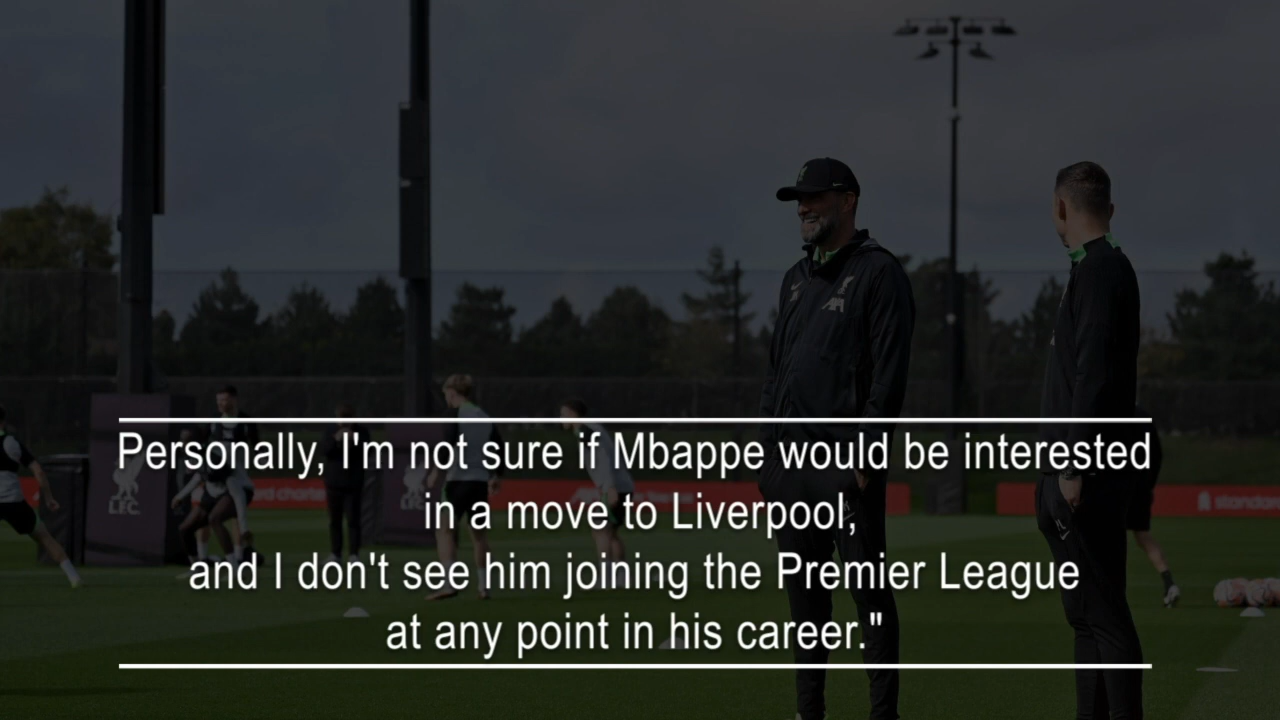 Personally, I'm not sure if Mbappe would be interested
in a move to Liverpool,
and I don't see him joining the Premier League
at any point in his career."
L.F.C.
standard